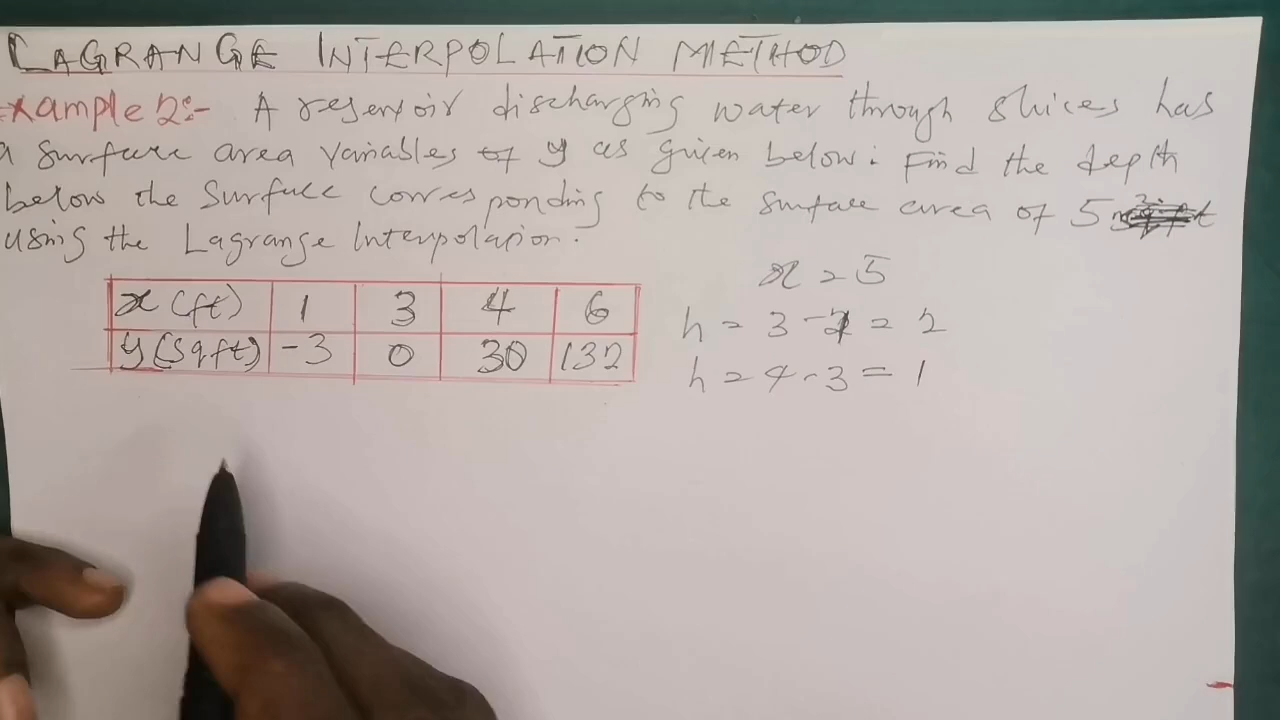 LAGRANGE INTERPOLATION METHOD
Example 2:- A reservoir discharging water through sluices has
a surface area variables of y as given below: Find the depth
below the surface corresponding to the surface area of 5 ft
using the Lagrange Interpolation.
x (ft) 1 3 4 6
y (sqft) -3 0 30 132
x = 5
h = 3 - 1 = 2
h = 4 - 3 = 1